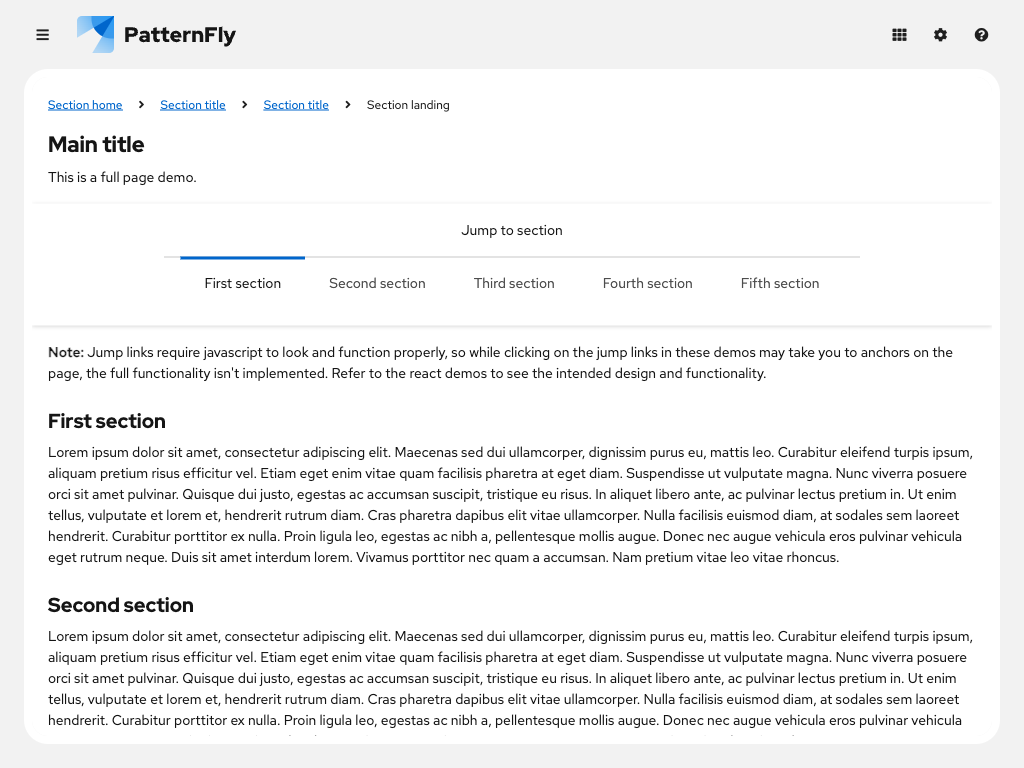 PatternFly
Section home
Section title
Section title
Section landing
Main title
This is a full page demo.
Jump to section
First section
Second section
Third section
Fourth section
Fifth section
Note: Jump links require javascript to look and function properly, so while clicking on the jump links in these demos may take you to anchors on the
page, the full functionality isn't implemented. Refer to the react demos to see the intended design and functionality.
First section
Lorem ipsum dolor sit amet, consectetur adipiscing elit. Maecenas sed dui ullamcorper, dignissim purus eu, mattis leo. Curabitur eleifend turpis ipsum,
aliquam pretium risus efficitur vel. Etiam eget enim vitae quam facilisis pharetra at eget diam. Suspendisse ut vulputate magna. Nunc viverra posuere
orci sit amet pulvinar. Quisque dui justo, egestas ac accumsan suscipit, tristique eu risus. In aliquet libero ante, ac pulvinar lectus pretium in. Ut enim
tellus, vulputate et lorem et, hendrerit rutrum diam. Cras pharetra dapibus elit vitae ullamcorper. Nulla facilisis euismod diam, at sodales sem laoreet
hendrerit. Curabitur porttitor ex nulla. Proin ligula leo, egestas ac nibh a, pellentesque mollis augue. Donec nec augue vehicula eros pulvinar vehicula
eget rutrum neque. Duis sit amet interdum lorem. Vivamus porttitor nec quam a accumsan. Nam pretium vitae leo vitae rhoncus.
Second section
Lorem ipsum dolor sit amet, consectetur adipiscing elit. Maecenas sed dui ullamcorper, dignissim purus eu, mattis leo. Curabitur eleifend turpis ipsum,
aliquam pretium risus efficitur vel. Etiam eget enim vitae quam facilisis pharetra at eget diam. Suspendisse ut vulputate magna. Nunc viverra posuere
orci sit amet pulvinar. Quisque dui justo, egestas ac accumsan suscipit, tristique eu risus. In aliquet libero ante, ac pulvinar lectus pretium in. Ut enim
tellus, vulputate et lorem et, hendrerit rutrum diam. Cras pharetra dapibus elit vitae ullamcorper. Nulla facilisis euismod diam, at sodales sem laoreet
hendrerit. Curabitur porttitor ex nulla. Proin ligula leo, egestas ac nibh a, pellentesque mollis augue. Donec nec augue vehicula eros pulvinar vehicula